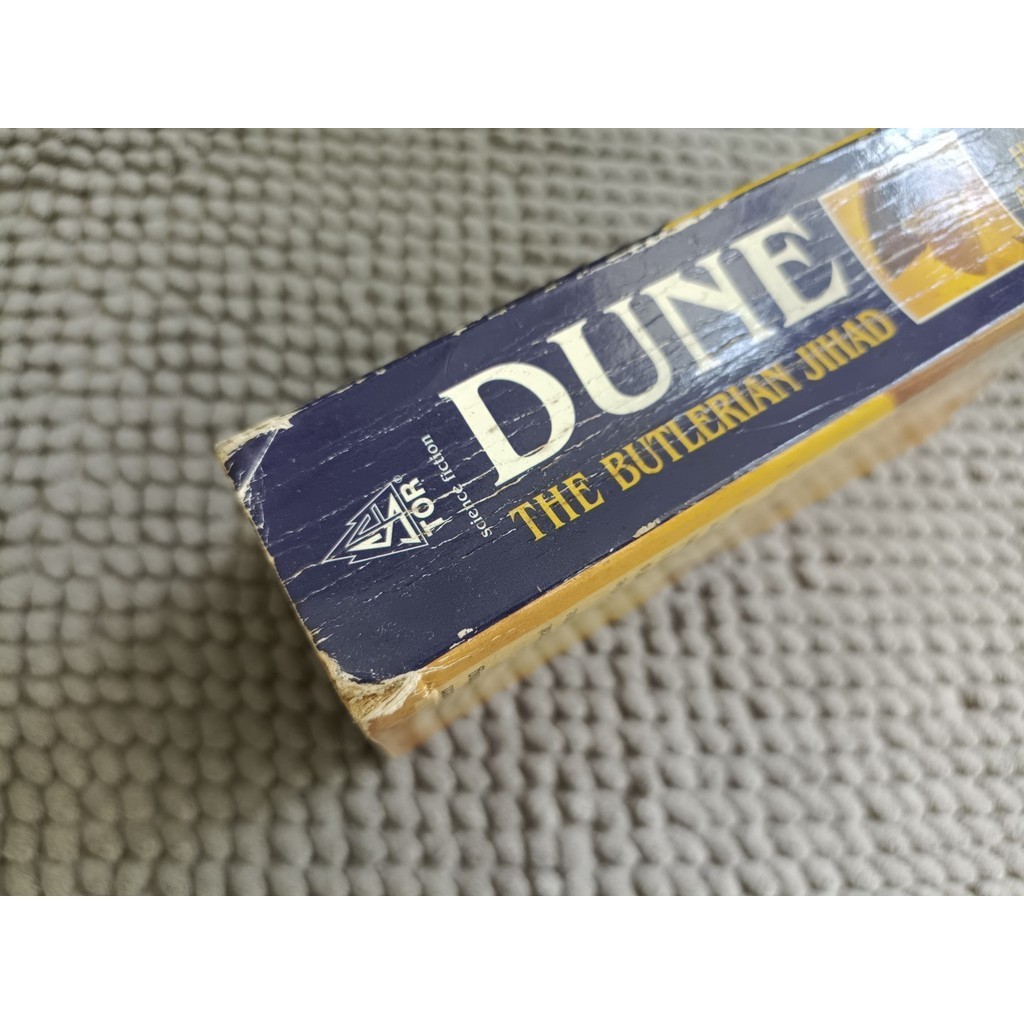 DUNE
THE BUTLERIAN JIHAD
TOR®
science fiction